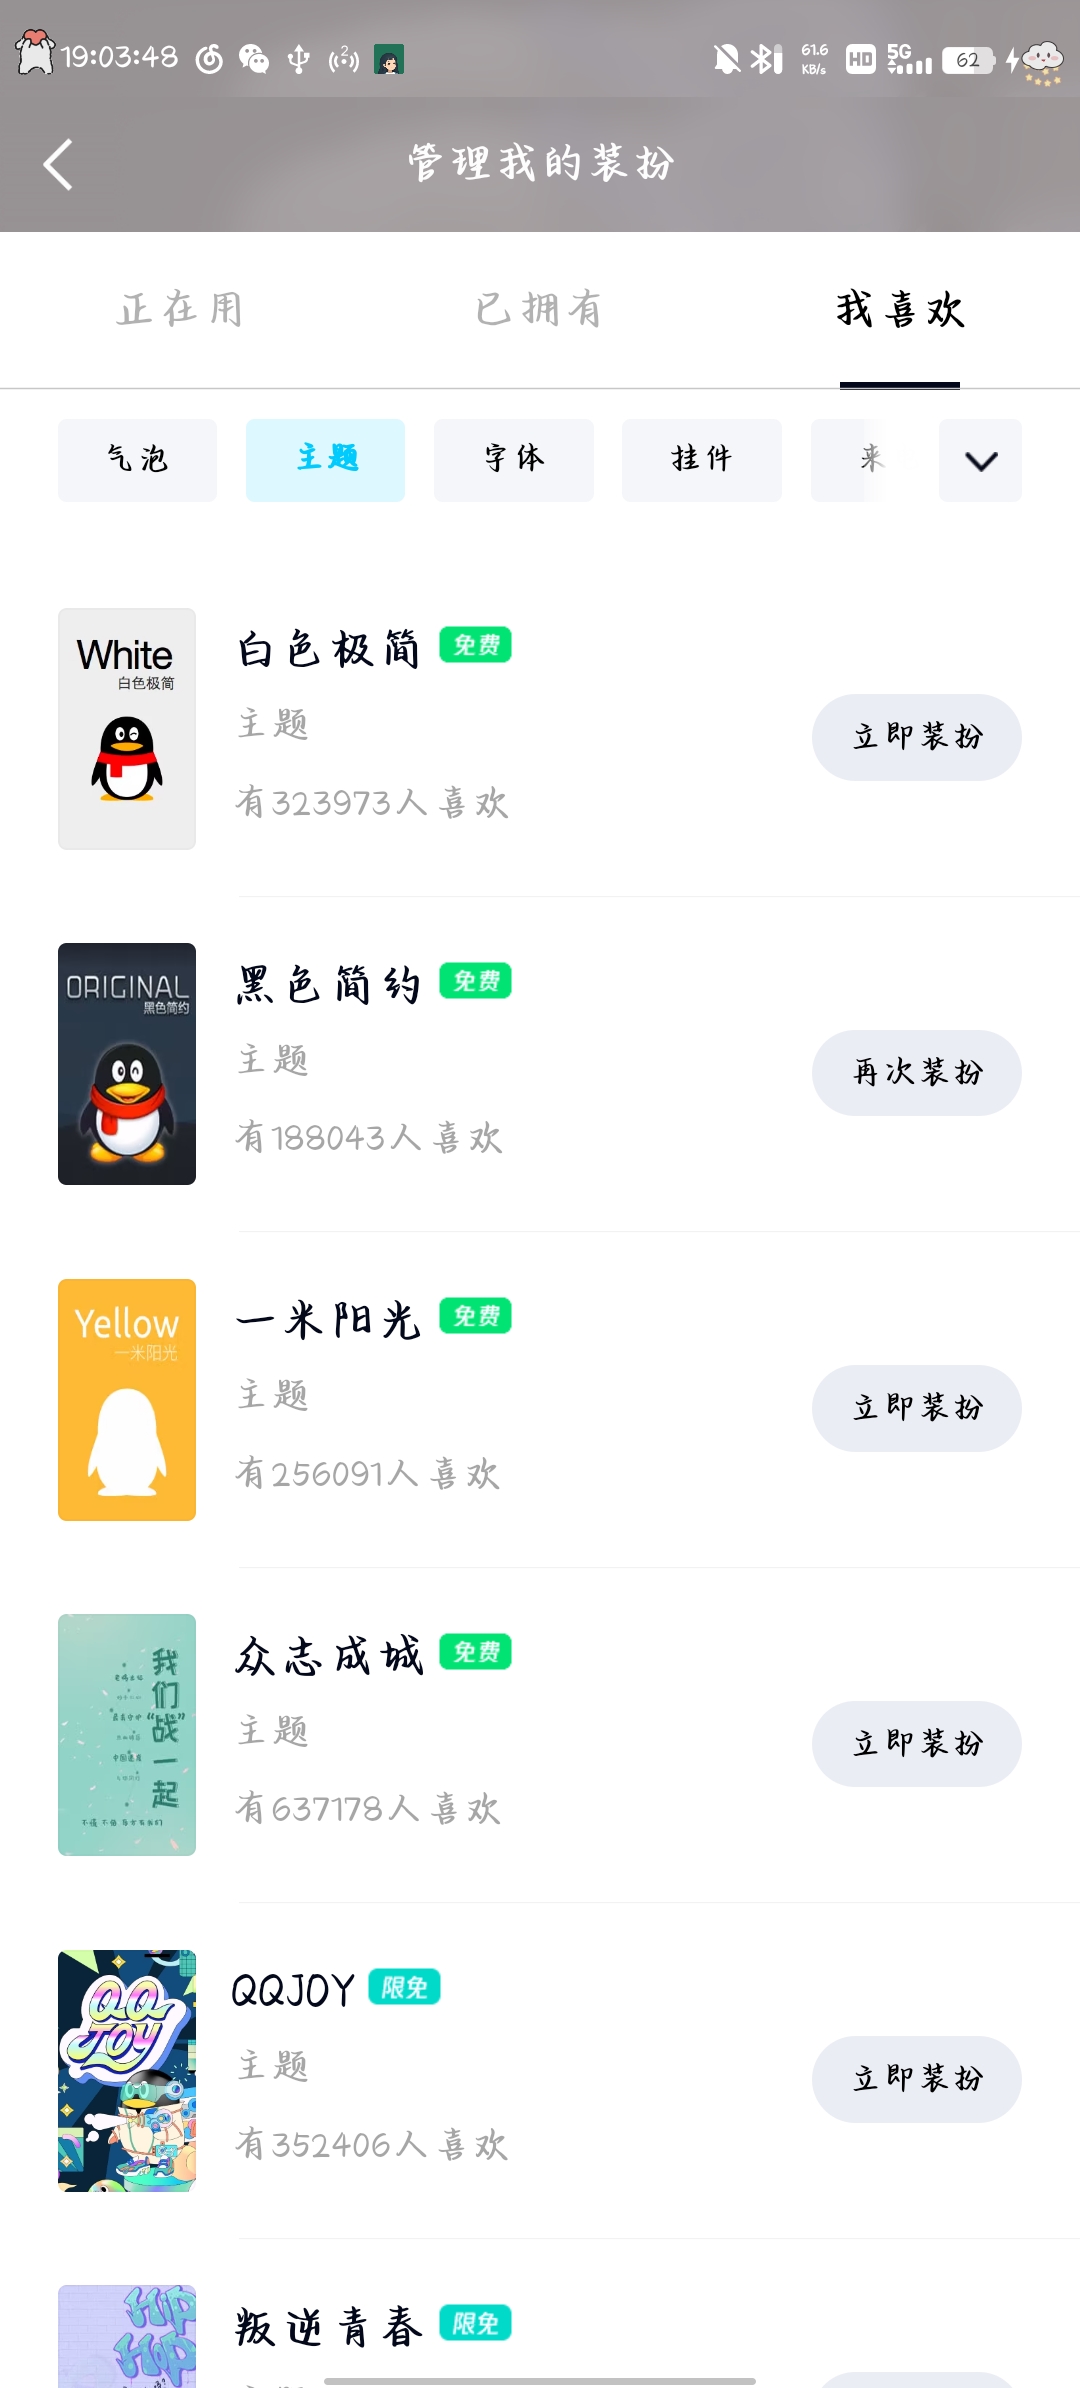 19:03:48
61.6
KB/s
HD
5G
62
管理我的装扮
正在用
已拥有
我喜欢
气泡
主题
字体
挂件
来
White
白色极简
白色极简
免费
主题
有323973人喜欢
立即装扮
ORIGINAL
黑色简约
黑色简约
免费
主题
有188043人喜欢
再次装扮
Yellow
一米阳光
一米阳光
免费
主题
有256091人喜欢
立即装扮
我们“战”一起
众志成城
免费
主题
有637178人喜欢
立即装扮
QQ
JOY
QQJOY
限免
主题
有352406人喜欢
立即装扮
Hip
Hop
叛逆青春
限免